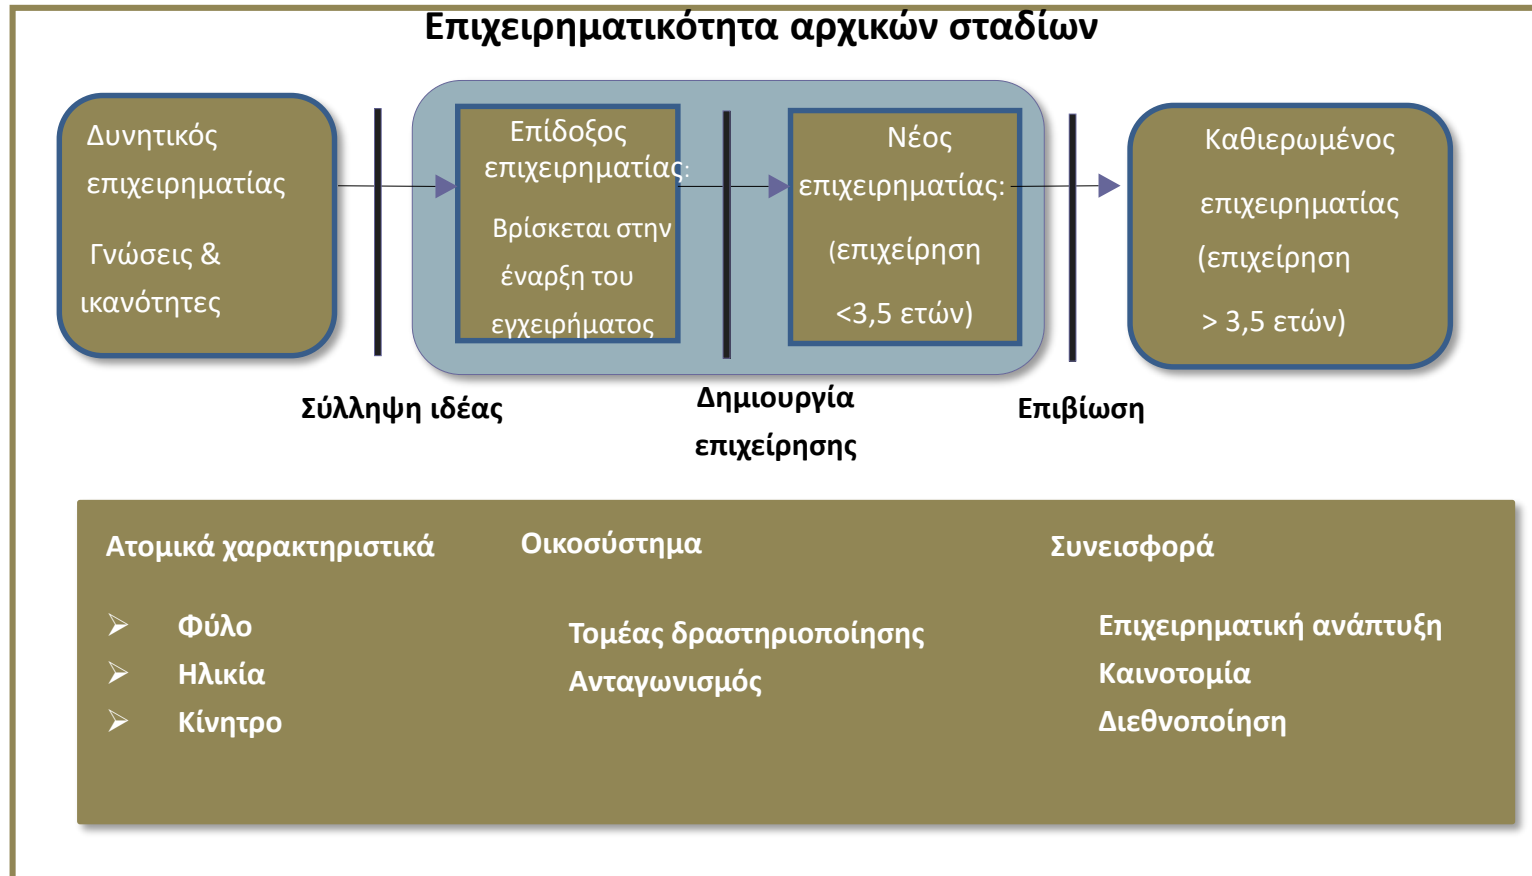 Επιχειρηματικότητα αρχικών σταδίων
Δυνητικός
επιχειρηματίας
Γνώσεις &
ικανότητες
Επίδοξος
επιχειρηματίας:
Βρίσκεται στην
έναρξη του
εγχειρήματος
Νέος
επιχειρηματίας:
(επιχείρηση
<3,5 ετών)
Καθιερωμένος
επιχειρηματίας
(επιχείρηση
> 3,5 ετών)
Σύλληψη ιδέας
Δημιουργία
επιχείρησης
Επιβίωση
Ατομικά χαρακτηριστικά
Φύλο
Ηλικία
Κίνητρο
Οικοσύστημα
Τομέας δραστηριοποίησης
Ανταγωνισμός
Συνεισφορά
Επιχειρηματική ανάπτυξη
Καινοτομία
Διεθνοποίηση